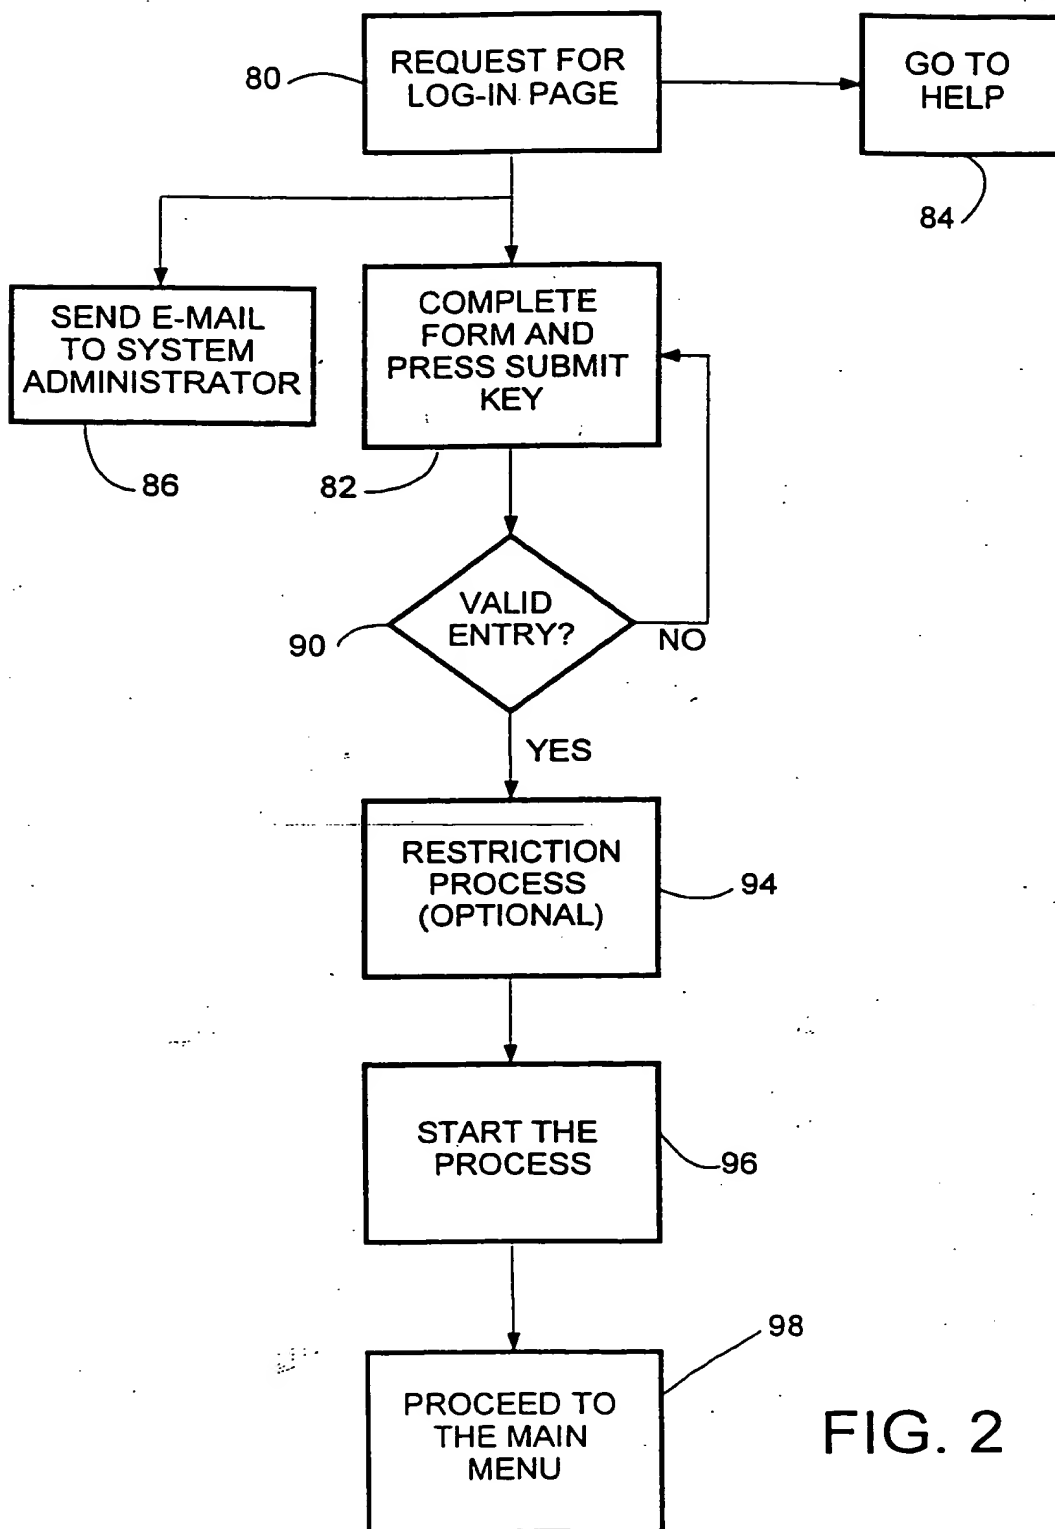 80
REQUEST FOR
LOG-IN PAGE
GO TO
HELP
84
SEND E-MAIL
TO SYSTEM
ADMINISTRATOR
86
COMPLETE
FORM AND
PRESS SUBMIT
KEY
82
VALID
ENTRY?
90
NO
YES
RESTRICTION
PROCESS
(OPTIONAL)
94
START THE
PROCESS
96
98
PROCEED TO
THE MAIN
MENU
FIG. 2